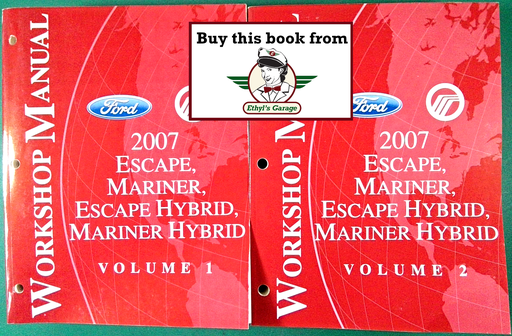 Buy this book from
Ethyl's Garage
WORKSHOP MANUAL
Ford
2007
ESCAPE,
MARINER,
ESCAPE HYBRID,
MARINER HYBRID
VOLUME 1
WORKSHOP M
Ford
2007
ESCAPE,
MARINER,
ESCAPE HYBRID,
MARINER HYBRID
VOLUME 2